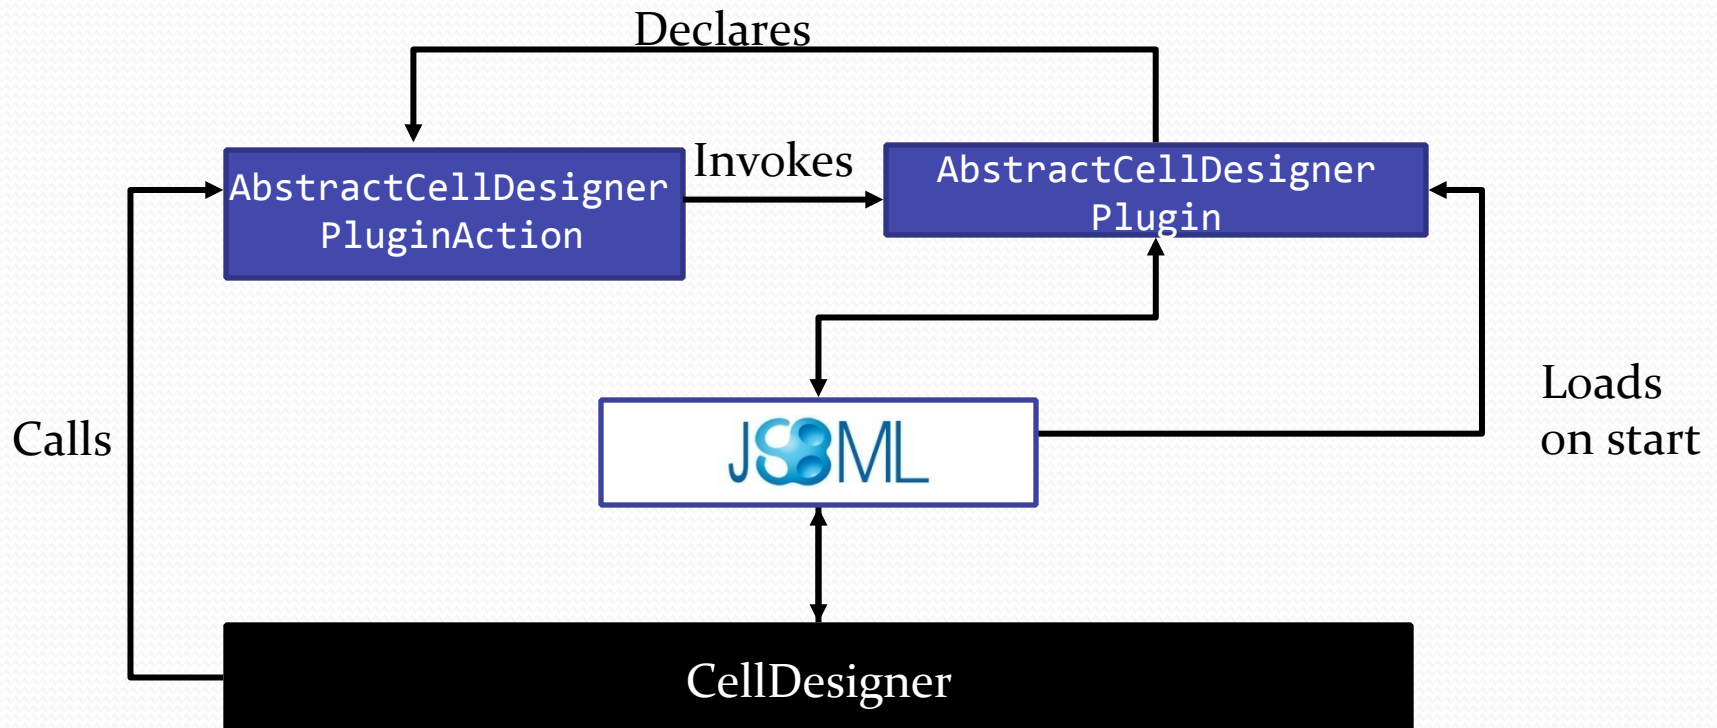 Declares
AbstractCellDesigner
PluginAction
Invokes
AbstractCellDesigner
Plugin
Calls
JSBML
Loads
on start
CellDesigner